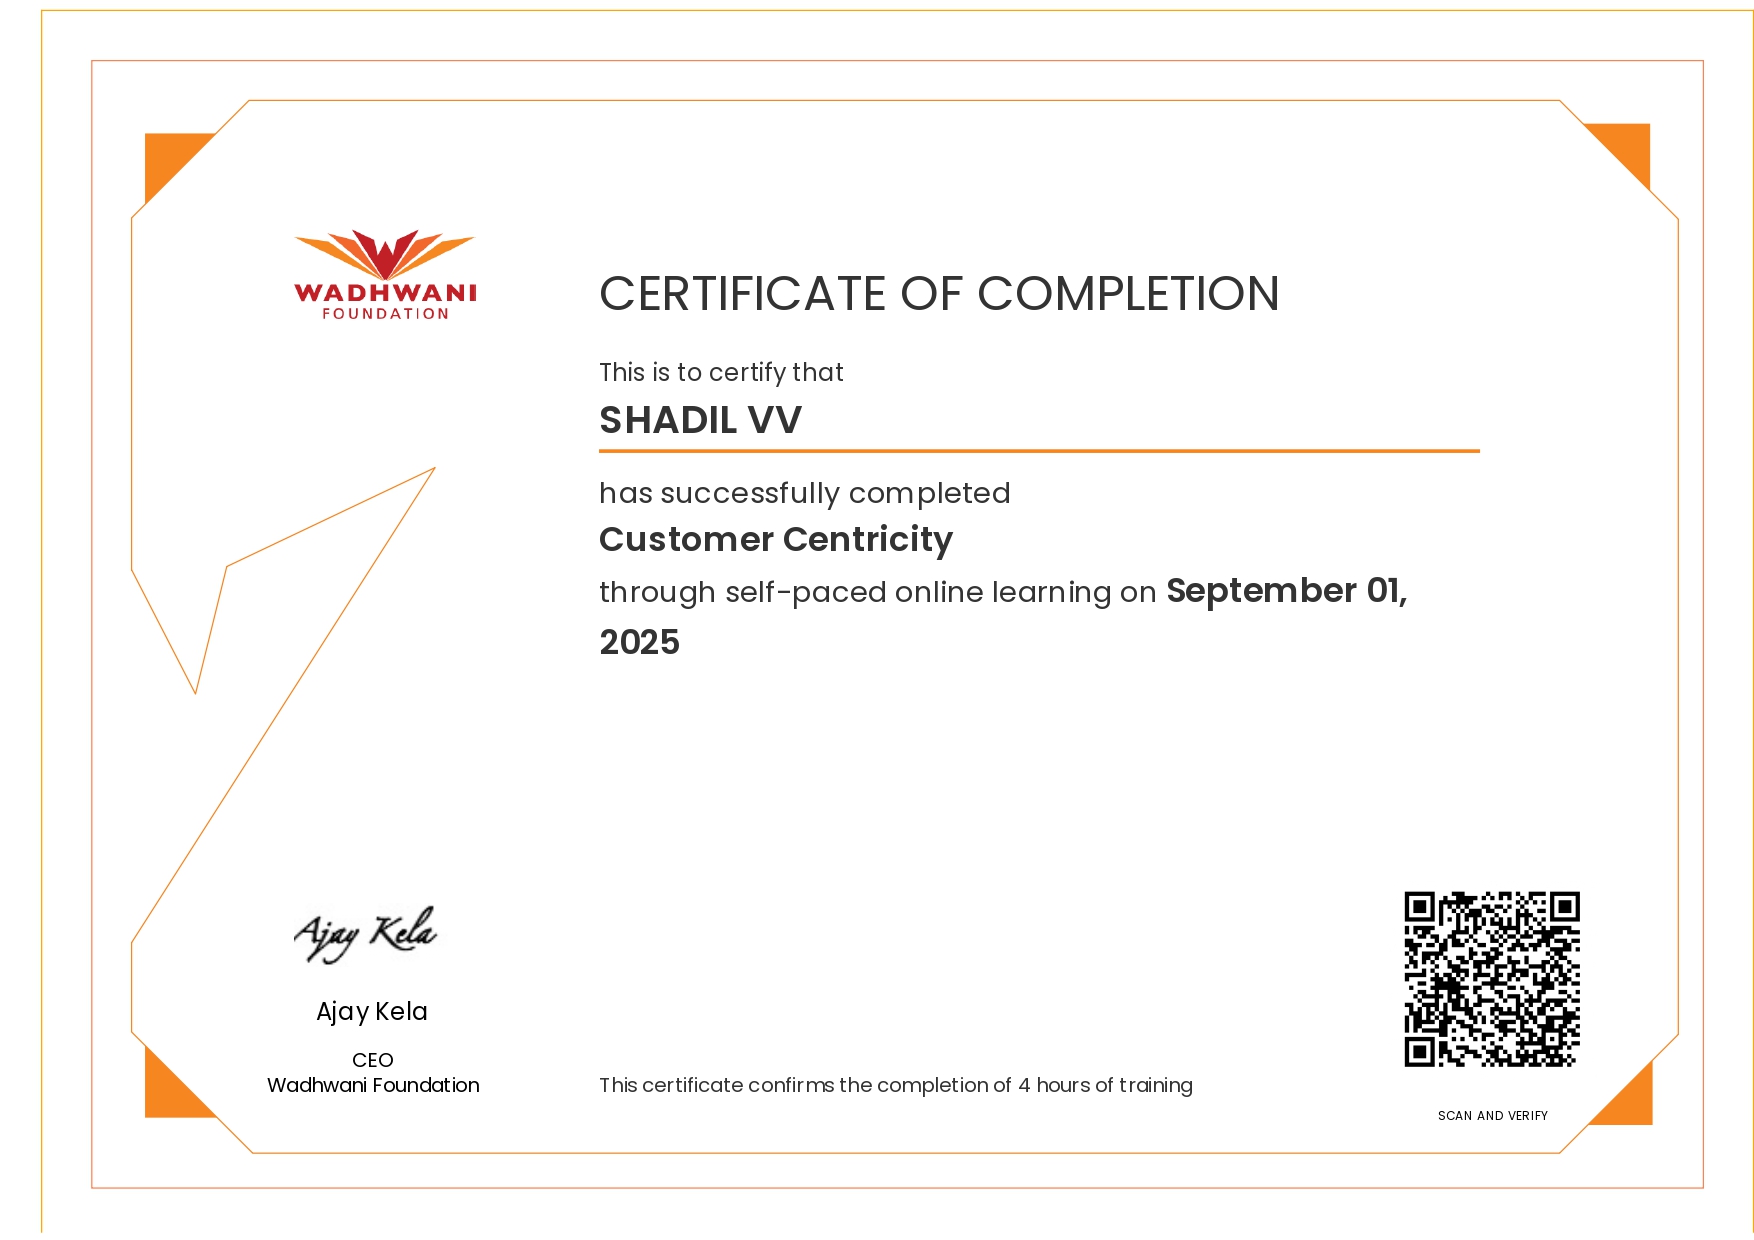 WADHWANI
FOUNDATION
CERTIFICATE OF COMPLETION
This is to certify that
SHADIL VV
has successfully completed
Customer Centricity
through self-paced online learning on September 01,
2025
Ajay Kela
Ajay Kela
CEO
Wadhwani Foundation
This certificate confirms the completion of 4 hours of training
SCAN AND VERIFY